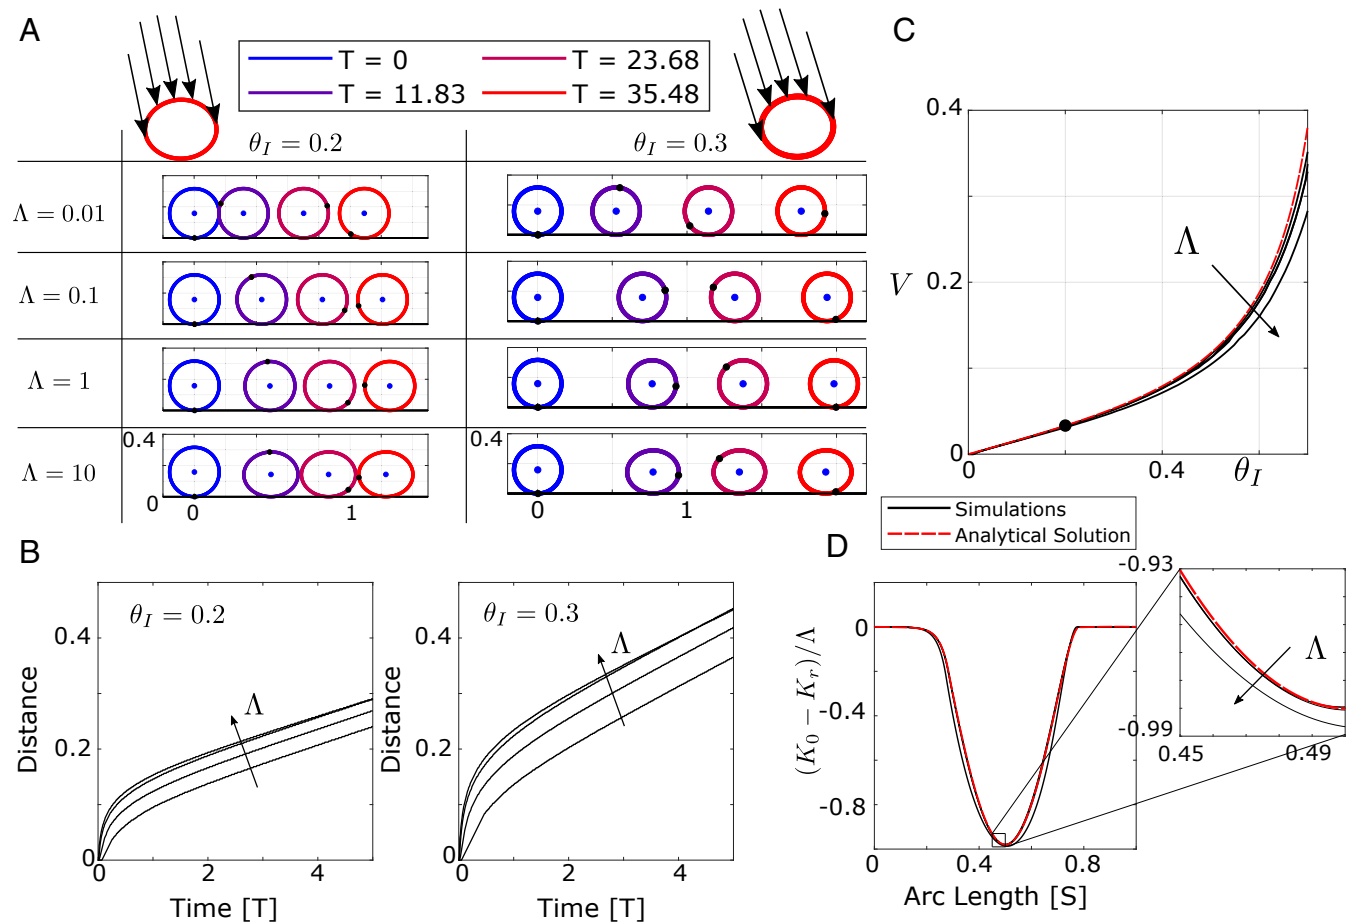 A
T = 0
T = 23.68
T = 11.83
T = 35.48
θ_I = 0.2
θ_I = 0.3
Λ = 0.01
Λ = 0.1
Λ = 1
Λ = 10
0.4
0
0
1
0.4
0
1
B
θ_I = 0.2
Λ
0.4
0.2
0
0
2
4
Distance
Time [T]
θ_I = 0.3
Λ
0.4
0.2
0
0
2
4
Distance
Time [T]
C
0.4
0.2
0
V
Λ
0
0.4
θ_I
Simulations
Analytical Solution
D
0
-0.4
-0.8
(K_0 − K_r)/Λ
0
0.4
0.8
Arc Length [S]
-0.93
-0.99
Λ
0.45
0.49